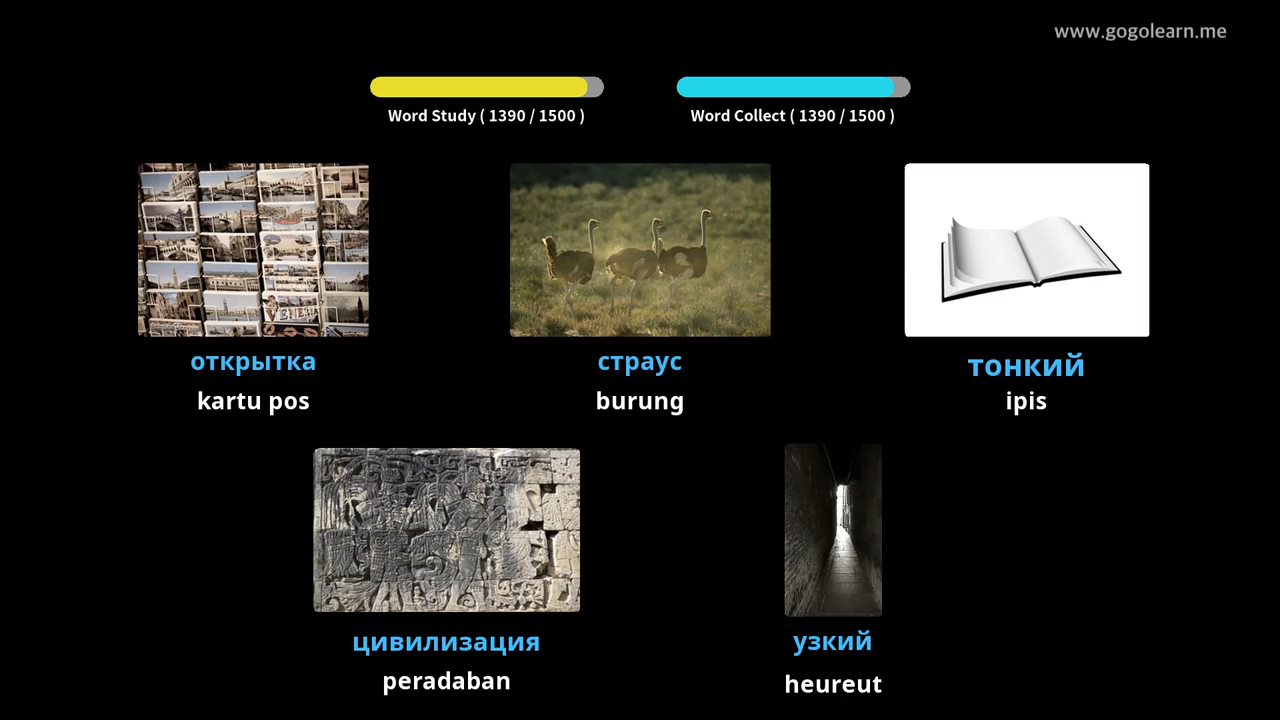 www.gogolearn.me
Word Study ( 1390 / 1500 )
Word Collect ( 1390 / 1500 )
открытка
kartu pos
страус
burung
тонкий
ipis
цивилизация
peradaban
узкий
heureut